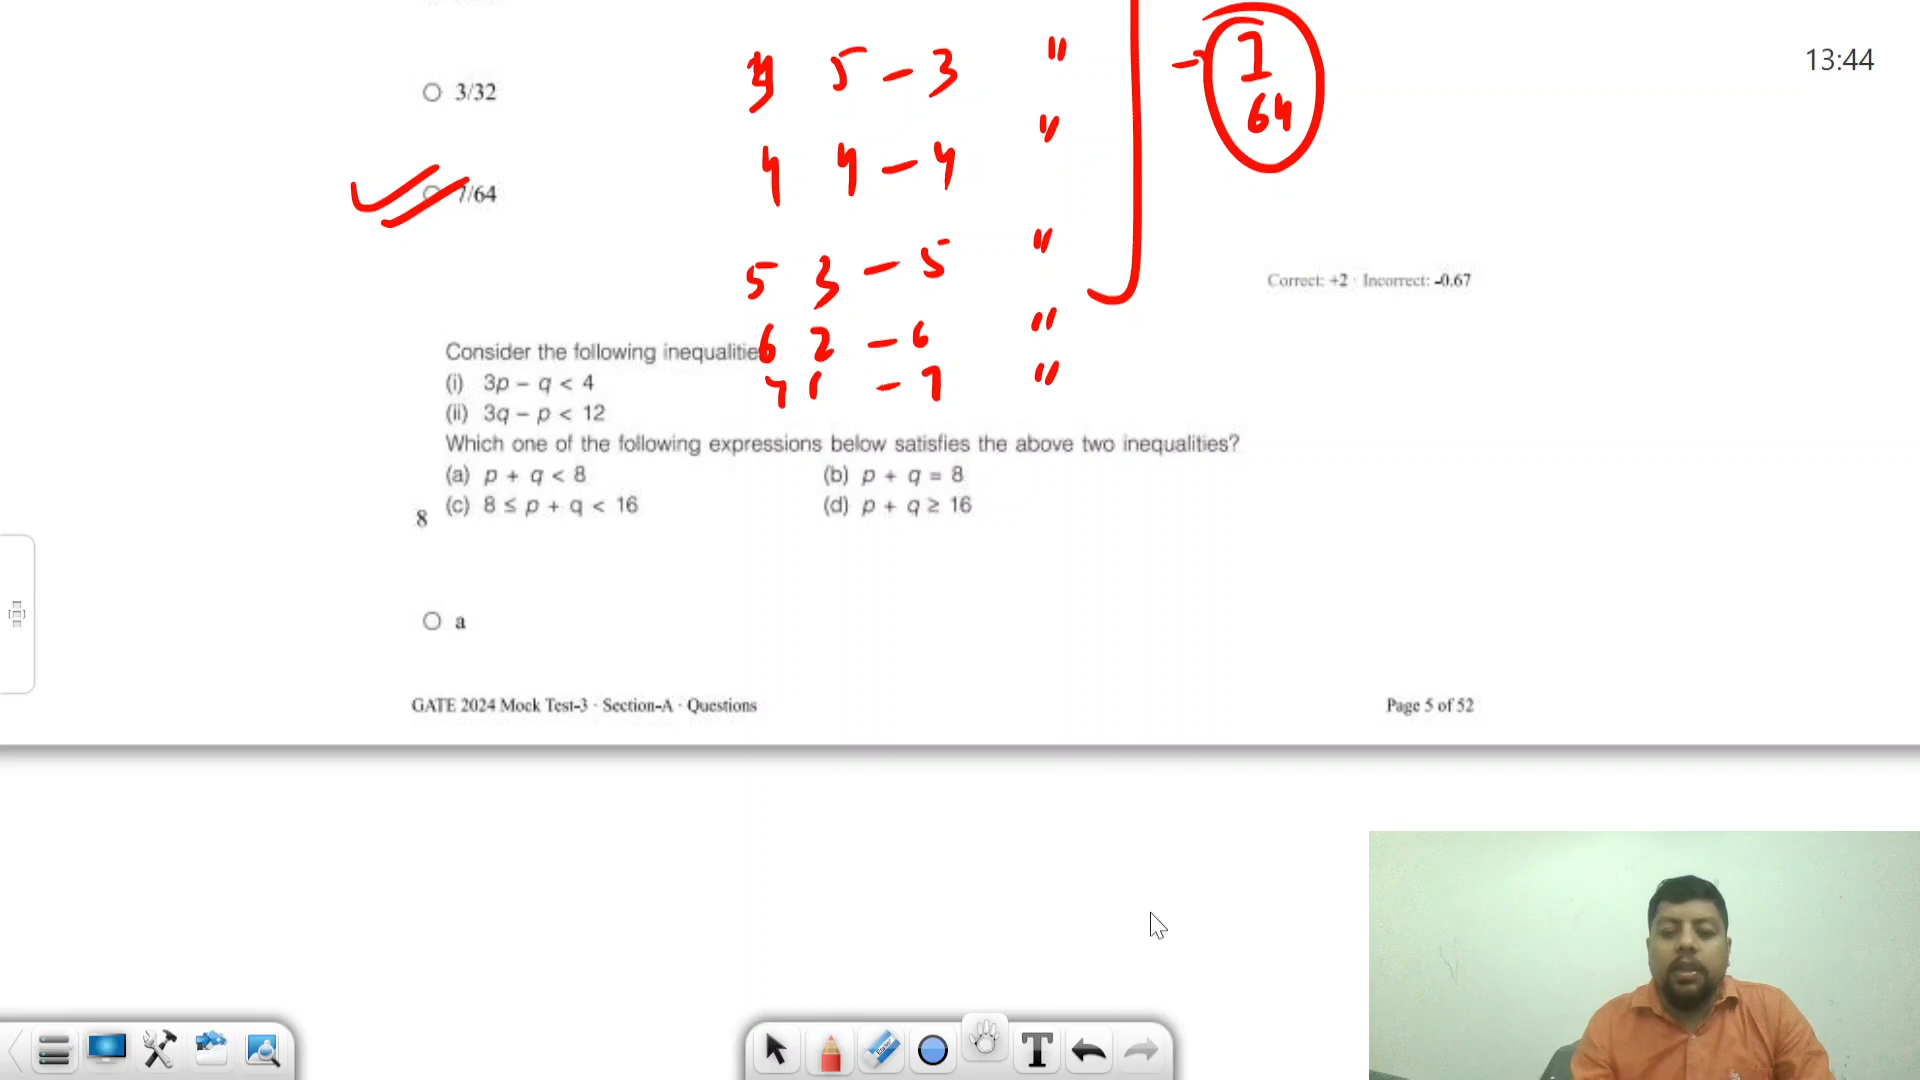 13:44
3/32
7/64
5 - 3 "
4 4 - 4 "
5 3 - 5 "
6 2 - 6 "
7 1 - 7 "
7
64
Correct: +2 · Incorrect: -0.67
Consider the following inequalitie
(i) 3p – q < 4
(ii) 3q – p < 12
Which one of the following expressions below satisfies the above two inequalities?
(a) p + q < 8 (b) p + q = 8
(c) 8 ≤ p + q < 16 (d) p + q ≥ 16
8
a
GATE 2024 Mock Test-3 · Section-A · Questions
Page 5 of 52